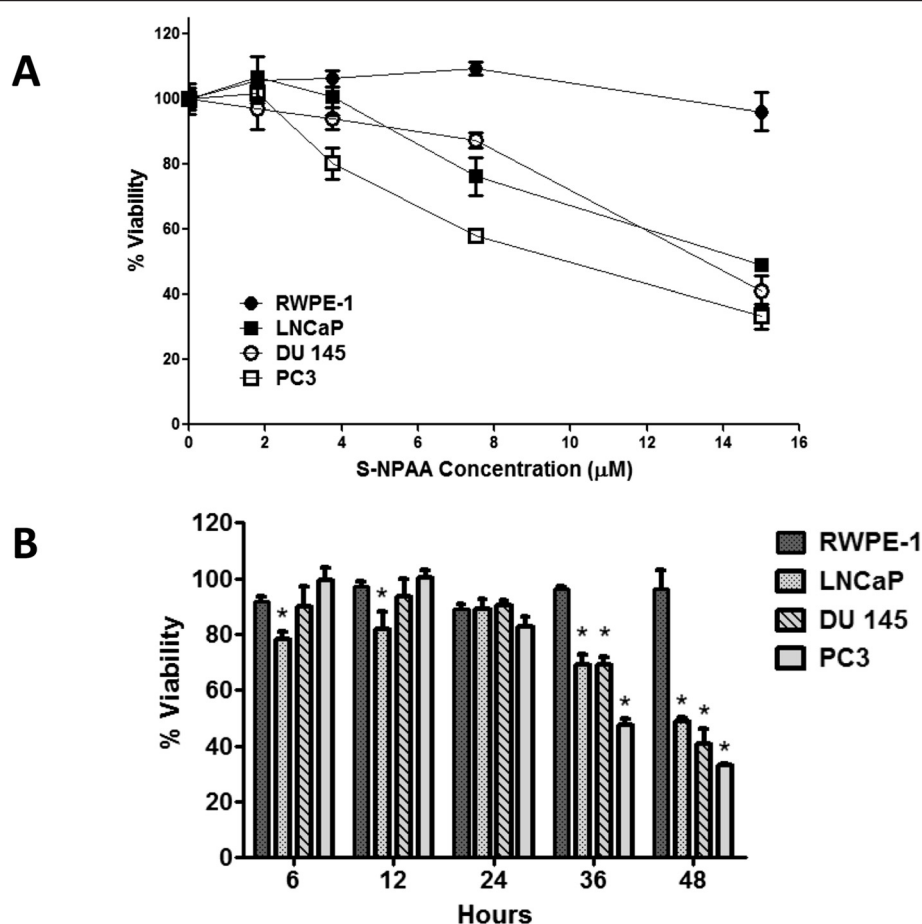 A
120
100
80
60
40
20
0
% Viability
RWPE-1
LNCaP
DU 145
PC3
0 2 4 6 8 10 12 14 16
S-NPAA Concentration (μM)
B
120
100
80
60
40
20
0
% Viability
* * * * * * * *
6 12 24 36 48
Hours
RWPE-1
LNCaP
DU 145
PC3